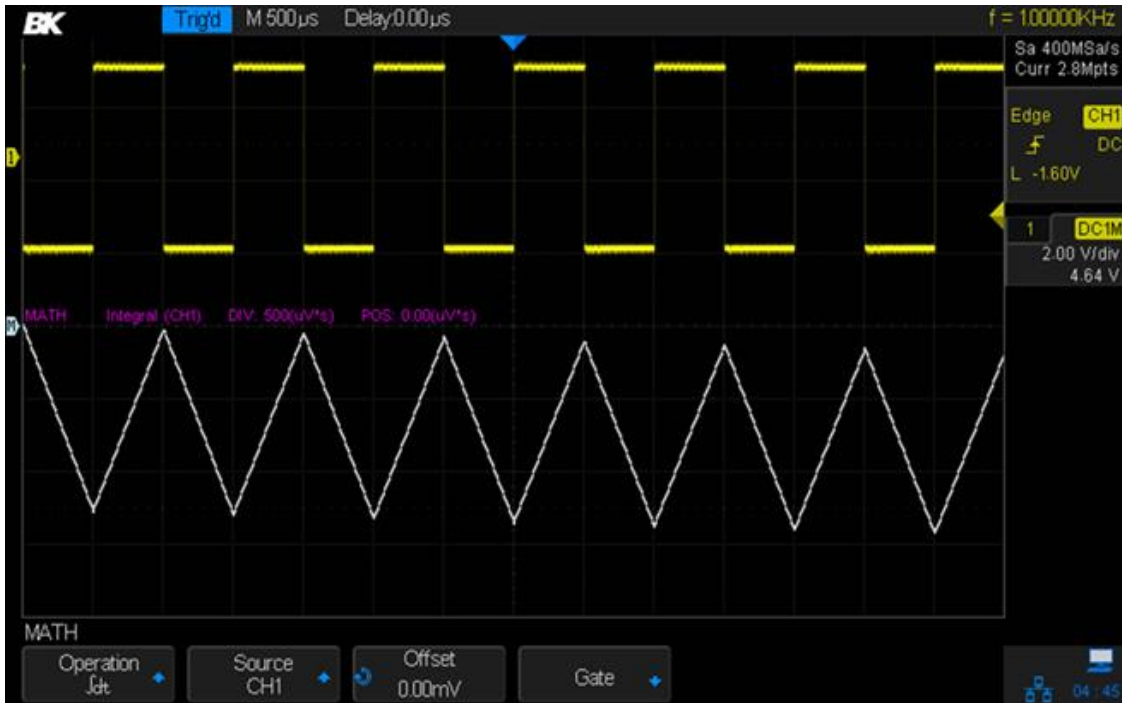 BK Trig'd M 500µs Delay:0.00µs f = 1.00000KHz
Sa 400MSa/s
Curr 2.8Mpts
Edge CH1
DC
L -1.60V
1
1 DC1M
2.00 V/div
4.64 V
M MATH Integral (CH1) DIV: 500(uV*s) POS: 0.00(uV*s)
MATH
Operation
∫dt
Source
CH1
Offset
0.00mV
Gate
04:45